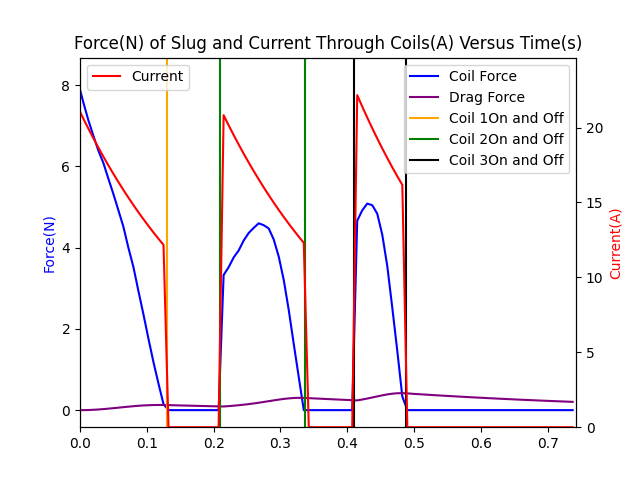 Force(N) of Slug and Current Through Coils(A) Versus Time(s)
Current
Coil Force
Drag Force
Coil 1On and Off
Coil 2On and Off
Coil 3On and Off
Force(N)
8
6
4
2
0
Current(A)
20
15
10
5
0
0.0 0.1 0.2 0.3 0.4 0.5 0.6 0.7